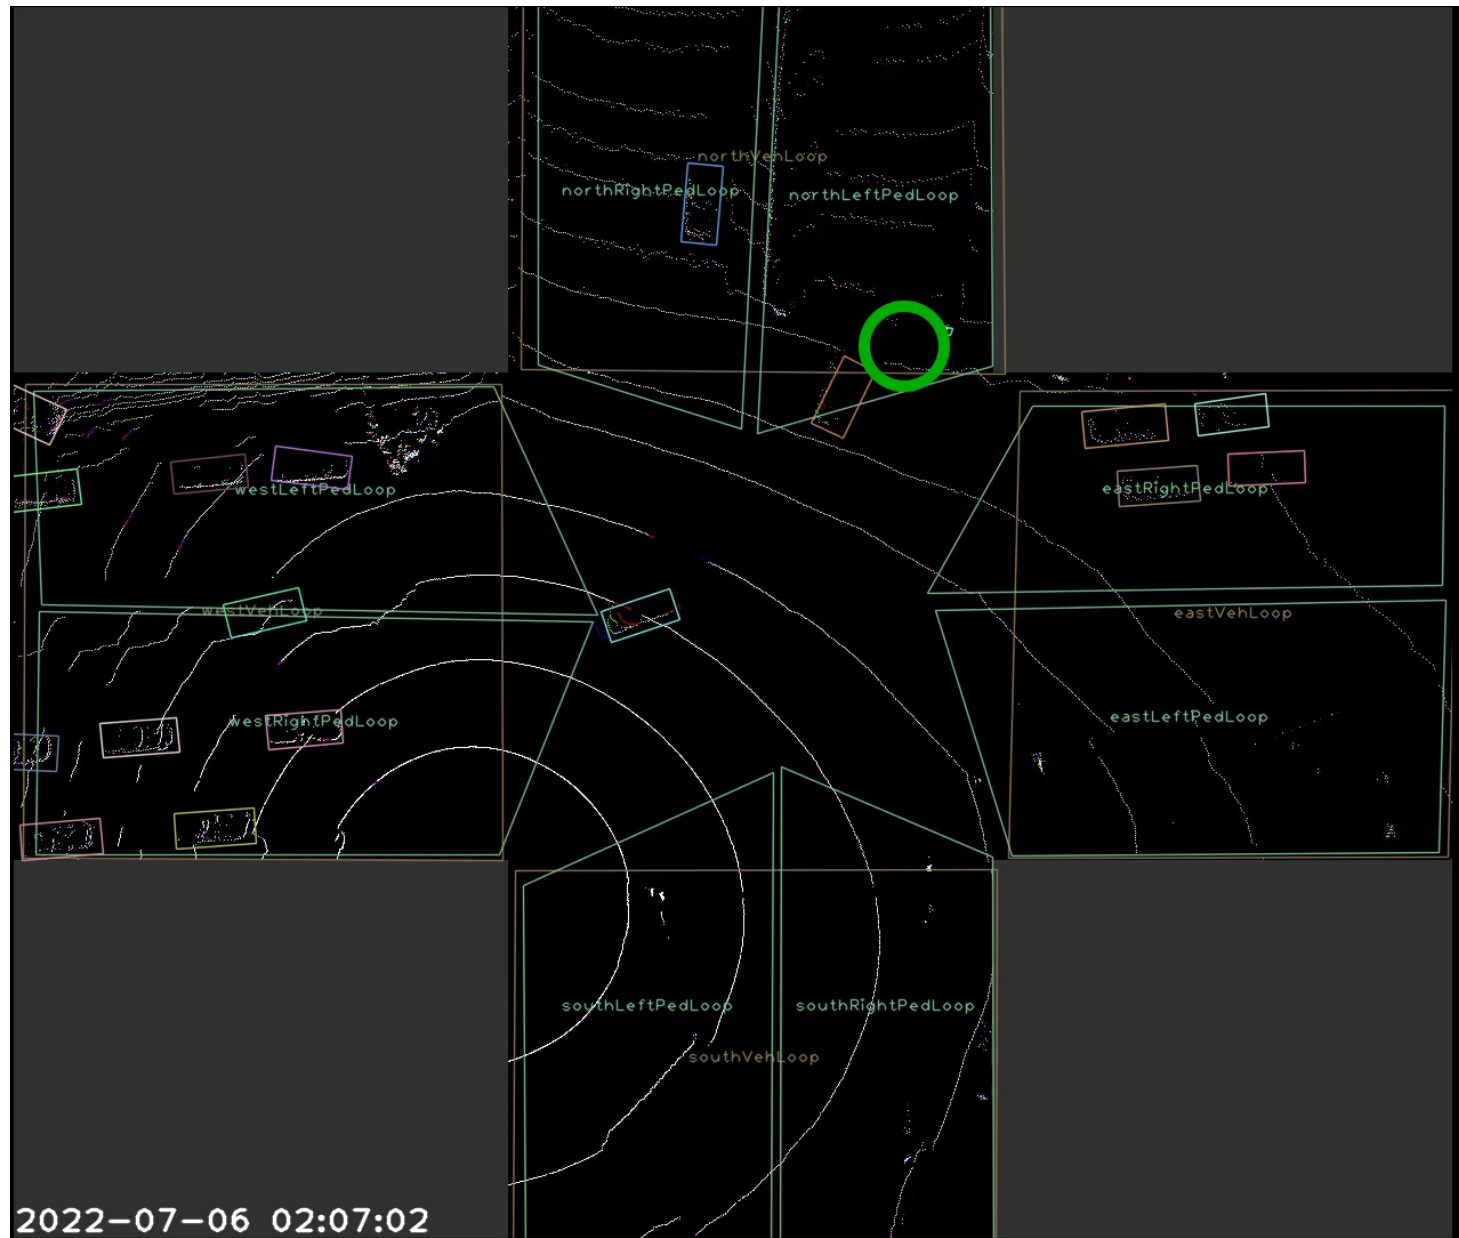 northVehLoop
northRightPedLoop
northLeftPedLoop
westLeftPedLoop
eastRightPedLoop
westVehLoop
eastVehLoop
westRightPedLoop
eastLeftPedLoop
southLeftPedLoop
southRightPedLoop
southVehLoop
2022-07-06 02:07:02